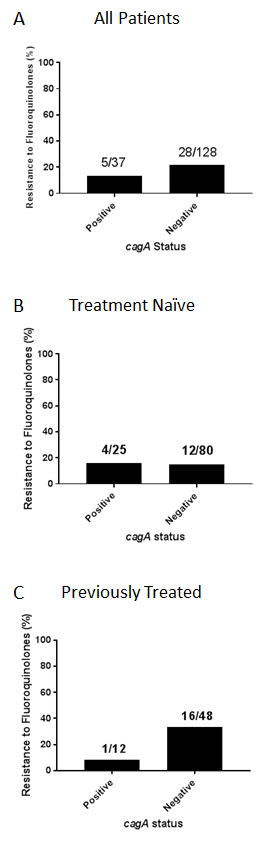 A
All Patients
Resistance to Fluoroquinolones (%)
100
80
60
40
20
0
5/37
28/128
Positive
Negative
cagA Status
B
Treatment Naïve
Resistance to Fluoroquinolones (%)
100
80
60
40
20
0
4/25
12/80
Positive
Negative
cagA status
C
Previously Treated
Resistance to Fluoroquinolones (%)
100
80
60
40
20
0
1/12
16/48
Positive
Negative
cagA status